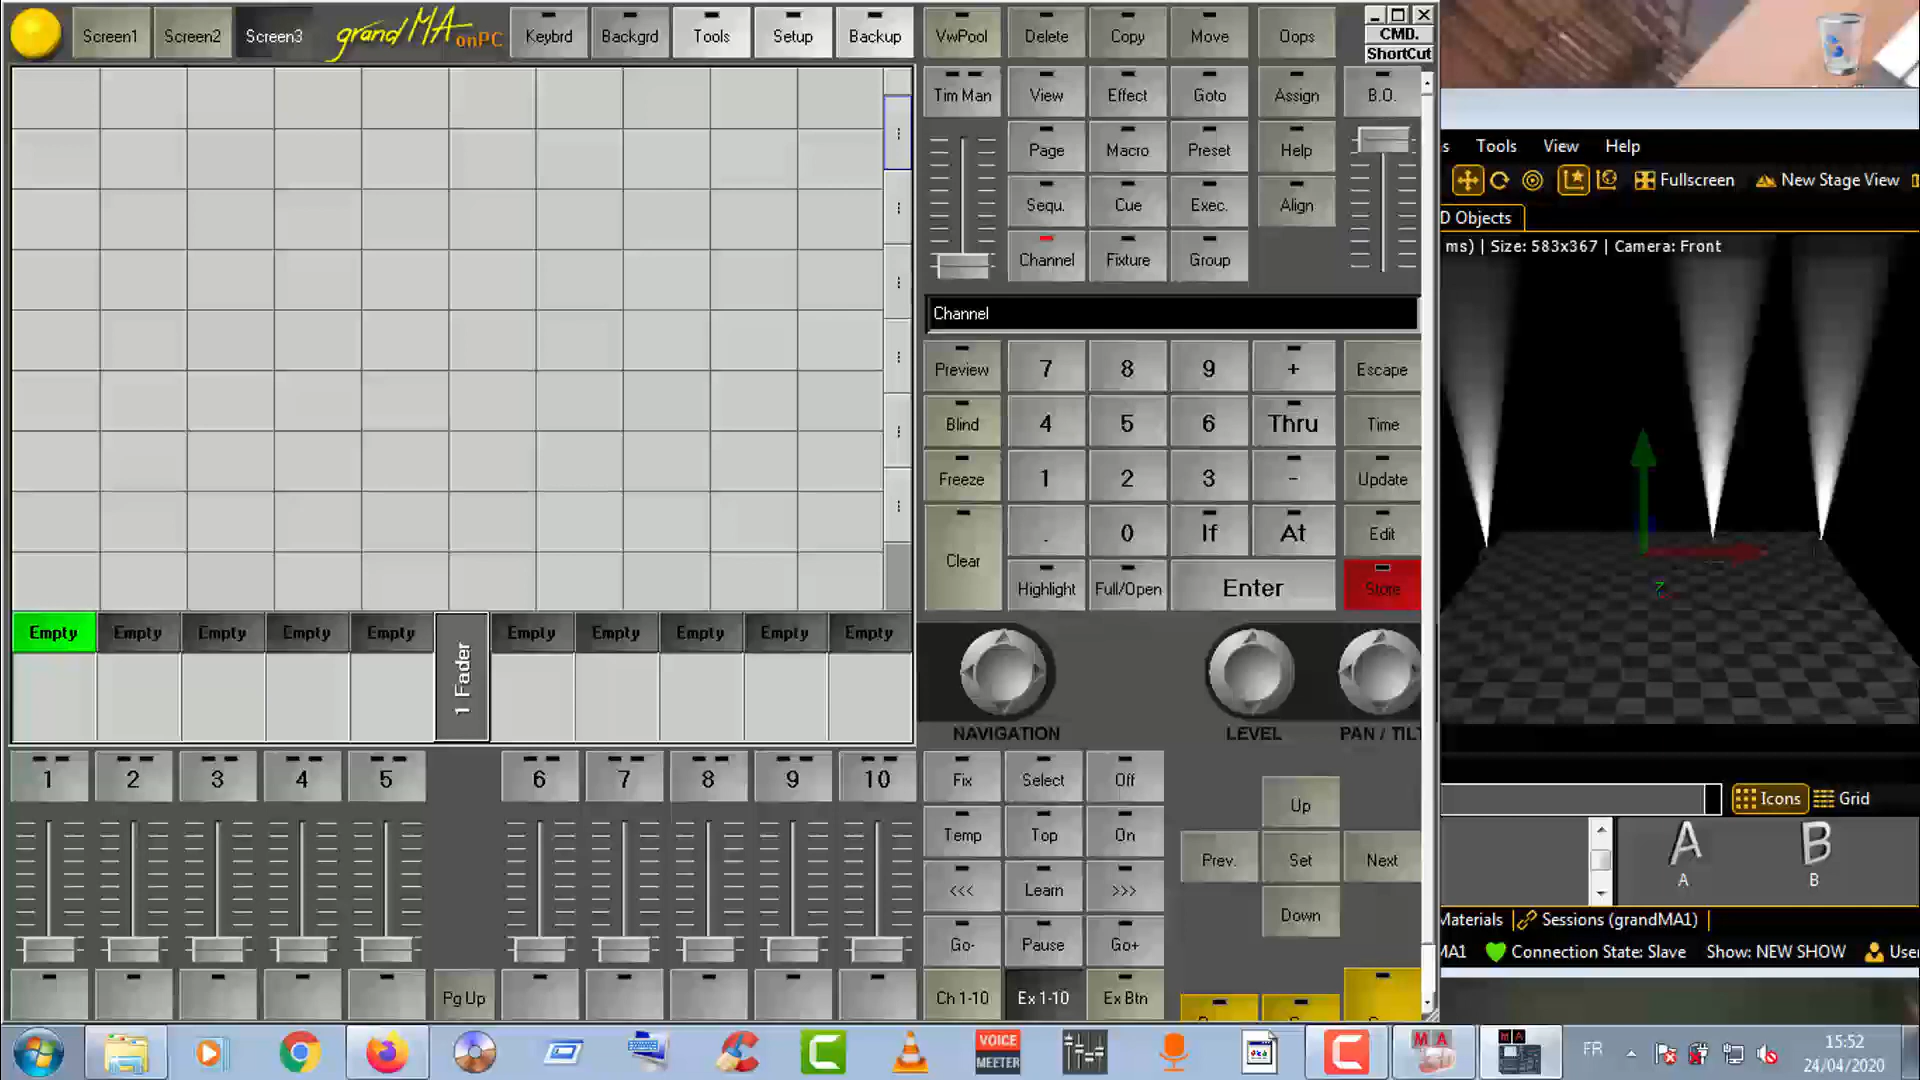 Screen1 Screen2 Screen3 grandMA onPC Keybrd Backgrd Tools Setup Backup VwPool Delete Copy Move Oops CMD.
ShortCut
Tim Man View Effect Goto Assign B.O.
Page Macro Preset Help
Sequ. Cue Exec. Align
Channel Fixture Group
Channel
Preview 7 8 9 + Escape
Blind 4 5 6 Thru Time
Freeze 1 2 3 - Update
. 0 If At Edit
Clear
Highlight Full/Open Enter Store
Empty Empty Empty Empty Empty 1 Fader Empty Empty Empty Empty Empty
NAVIGATION LEVEL PAN / TILT
1 2 3 4 5 6 7 8 9 10 Fix Select Off
Up
Temp Top On
Prev. Set Next
<<< Learn >>>
Down
Go- Pause Go+
Pg Up Ch 1-10 Ex 1-10 Ex Btn
s Tools View Help
Fullscreen New Stage View
D Objects
ms) | Size: 583x367 | Camera: Front
Z
Icons Grid
A B
A B
Materials Sessions (grandMA1)
MA1 Connection State: Slave Show: NEW SHOW User
VOICE
MEETER
MA
MA
FR
15:52
24/04/2020